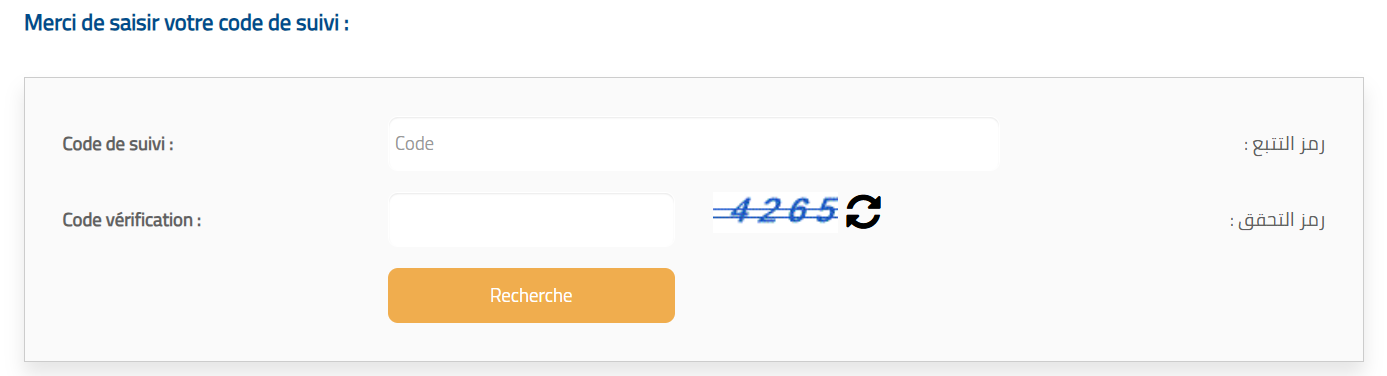 Merci de saisir votre code de suivi :
Code de suivi :
Code
رمز التتبع :
Code vérification :
4265
رمز التحقق :
Recherche